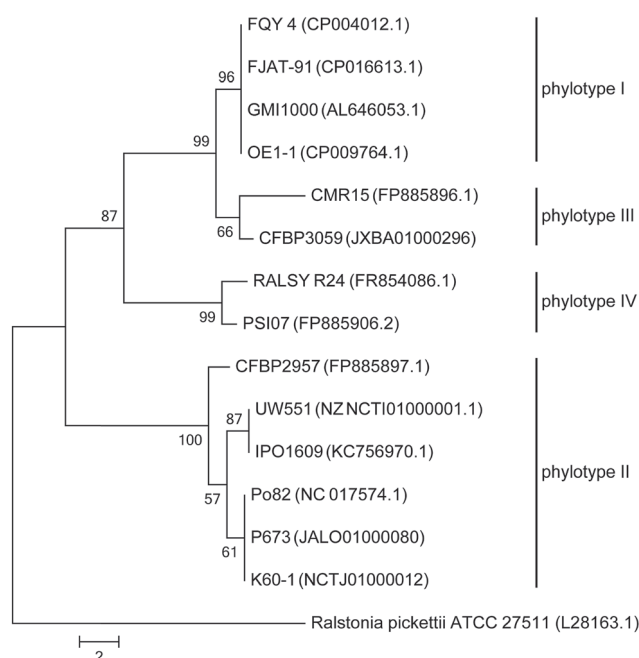 FQY 4 (CP004012.1)
FJAT-91 (CP016613.1)
96
phylotype I
GMI1000 (AL646053.1)
99
OE1-1 (CP009764.1)
CMR15 (FP885896.1)
87
phylotype III
66
CFBP3059 (JXBA01000296)
RALSY R24 (FR854086.1)
phylotype IV
99
PSI07 (FP885906.2)
CFBP2957 (FP885897.1)
UW551 (NZ NCTI01000001.1)
87
100
IPO1609 (KC756970.1)
phylotype II
57
Po82 (NC 017574.1)
P673 (JALO01000080)
61
K60-1 (NCTJ01000012)
Ralstonia pickettii ATCC 27511 (L28163.1)
2